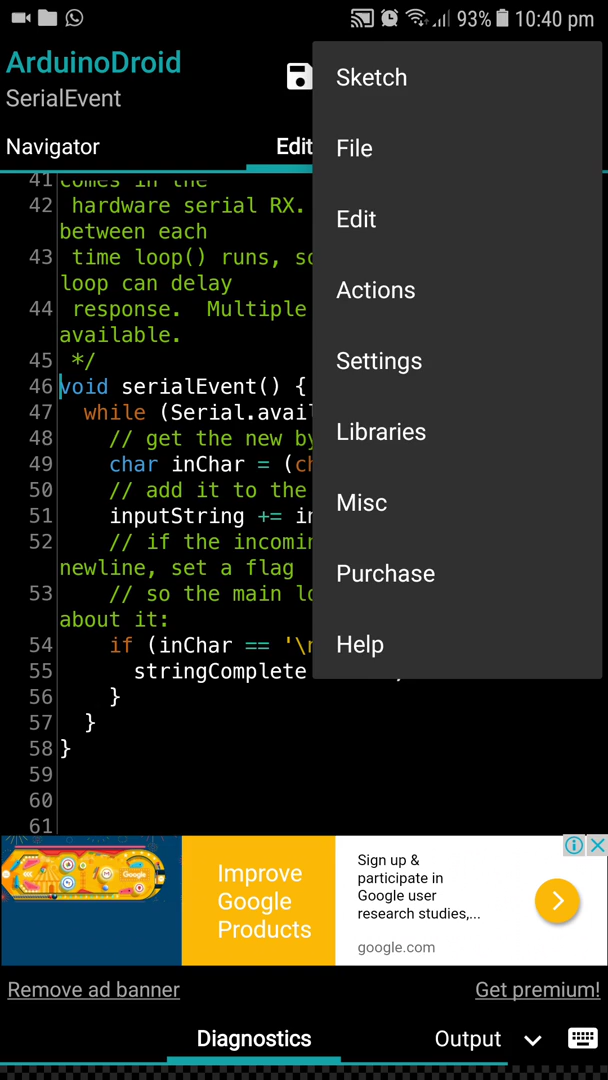 93% 10:40 pm
ArduinoDroid
SerialEvent
Navigator
Edit
Sketch
File
Edit
Actions
Settings
Libraries
Misc
Purchase
Help
41
comes in the
42 hardware serial RX.
between each
43 time loop() runs, so
loop can delay
44 response. Multiple
available.
45 */
46 void serialEvent() {
47 while (Serial.avail
48 // get the new by
49 char inChar = (ch
50 // add it to the
51 inputString += in
52 // if the incomin
newline, set a flag
53 // so the main lo
about it:
54 if (inChar == '\n
55 stringComplete
56 }
57 }
58 }
59
60
61
Improve
Google
Products
Sign up &
participate in
Google user
research studies,...
google.com
Remove ad banner
Get premium!
Diagnostics
Output